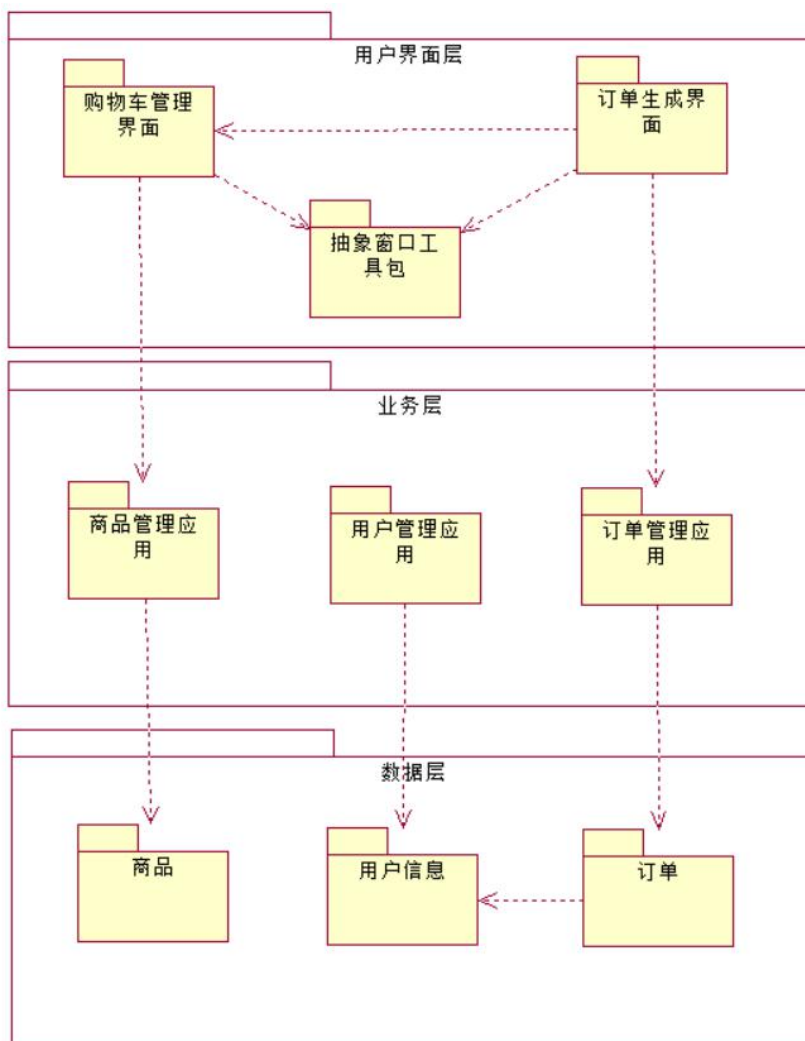 用户界面层
购物车管理
界面
订单生成界
面
抽象窗口工
具包
业务层
商品管理应
用
用户管理应
用
订单管理应
用
数据层
商品
用户信息
订单